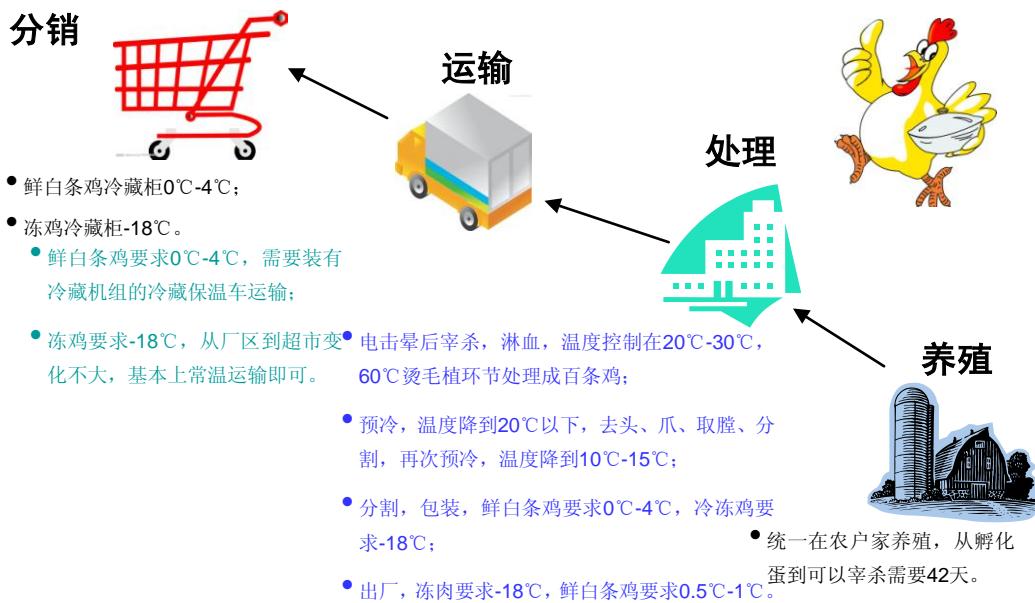 分销
运输
处理
养殖
•鲜白条鸡冷藏柜0℃-4℃；
•冻鸡冷藏柜-18℃。
•鲜白条鸡要求0℃-4℃，需要装有
冷藏机组的冷藏保温车运输；
•冻鸡要求-18℃，从厂区到超市变
化不大，基本上常温运输即可。
•电击晕后宰杀，淋血，温度控制在20℃-30℃，
60℃烫毛植环节处理成百条鸡；
•预冷，温度降到20℃以下，去头、爪、取膛、分
割，再次预冷，温度降到10℃-15℃；
•分割，包装，鲜白条鸡要求0℃-4℃，冷冻鸡要
求-18℃；
•出厂，冻肉要求-18℃，鲜白条鸡要求0.5℃-1℃。
•统一在农户家养殖，从孵化
蛋到可以宰杀需要42天。